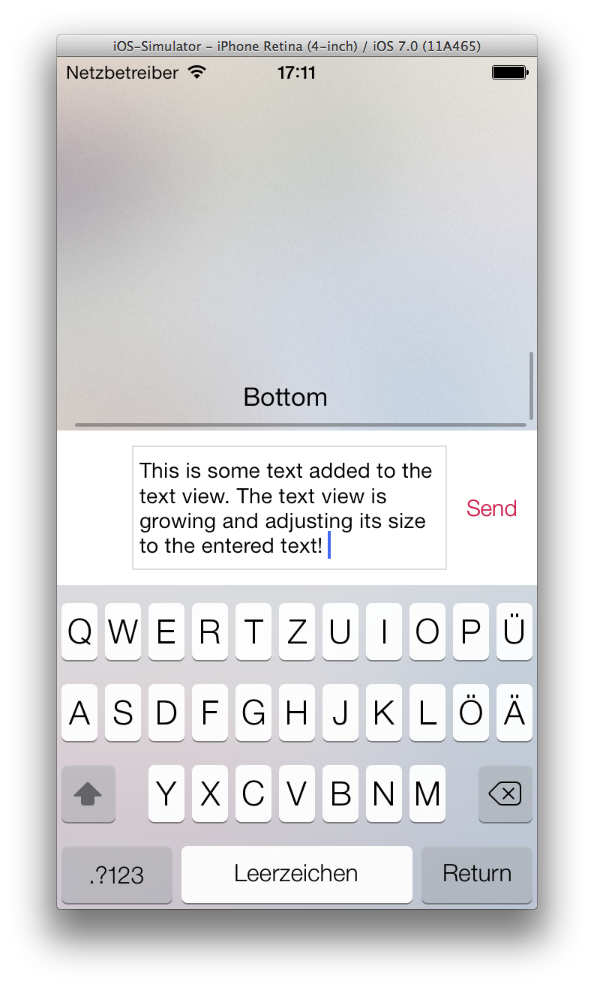 iOS-Simulator – iPhone Retina (4-inch) / iOS 7.0 (11A465)
Netzbetreiber 17:11
Bottom
This is some text added to the
text view. The text view is
growing and adjusting its size
to the entered text!
Send
Q W E R T Z U I O P Ü
A S D F G H J K L Ö Ä
Y X C V B N M
.?123 Leerzeichen Return